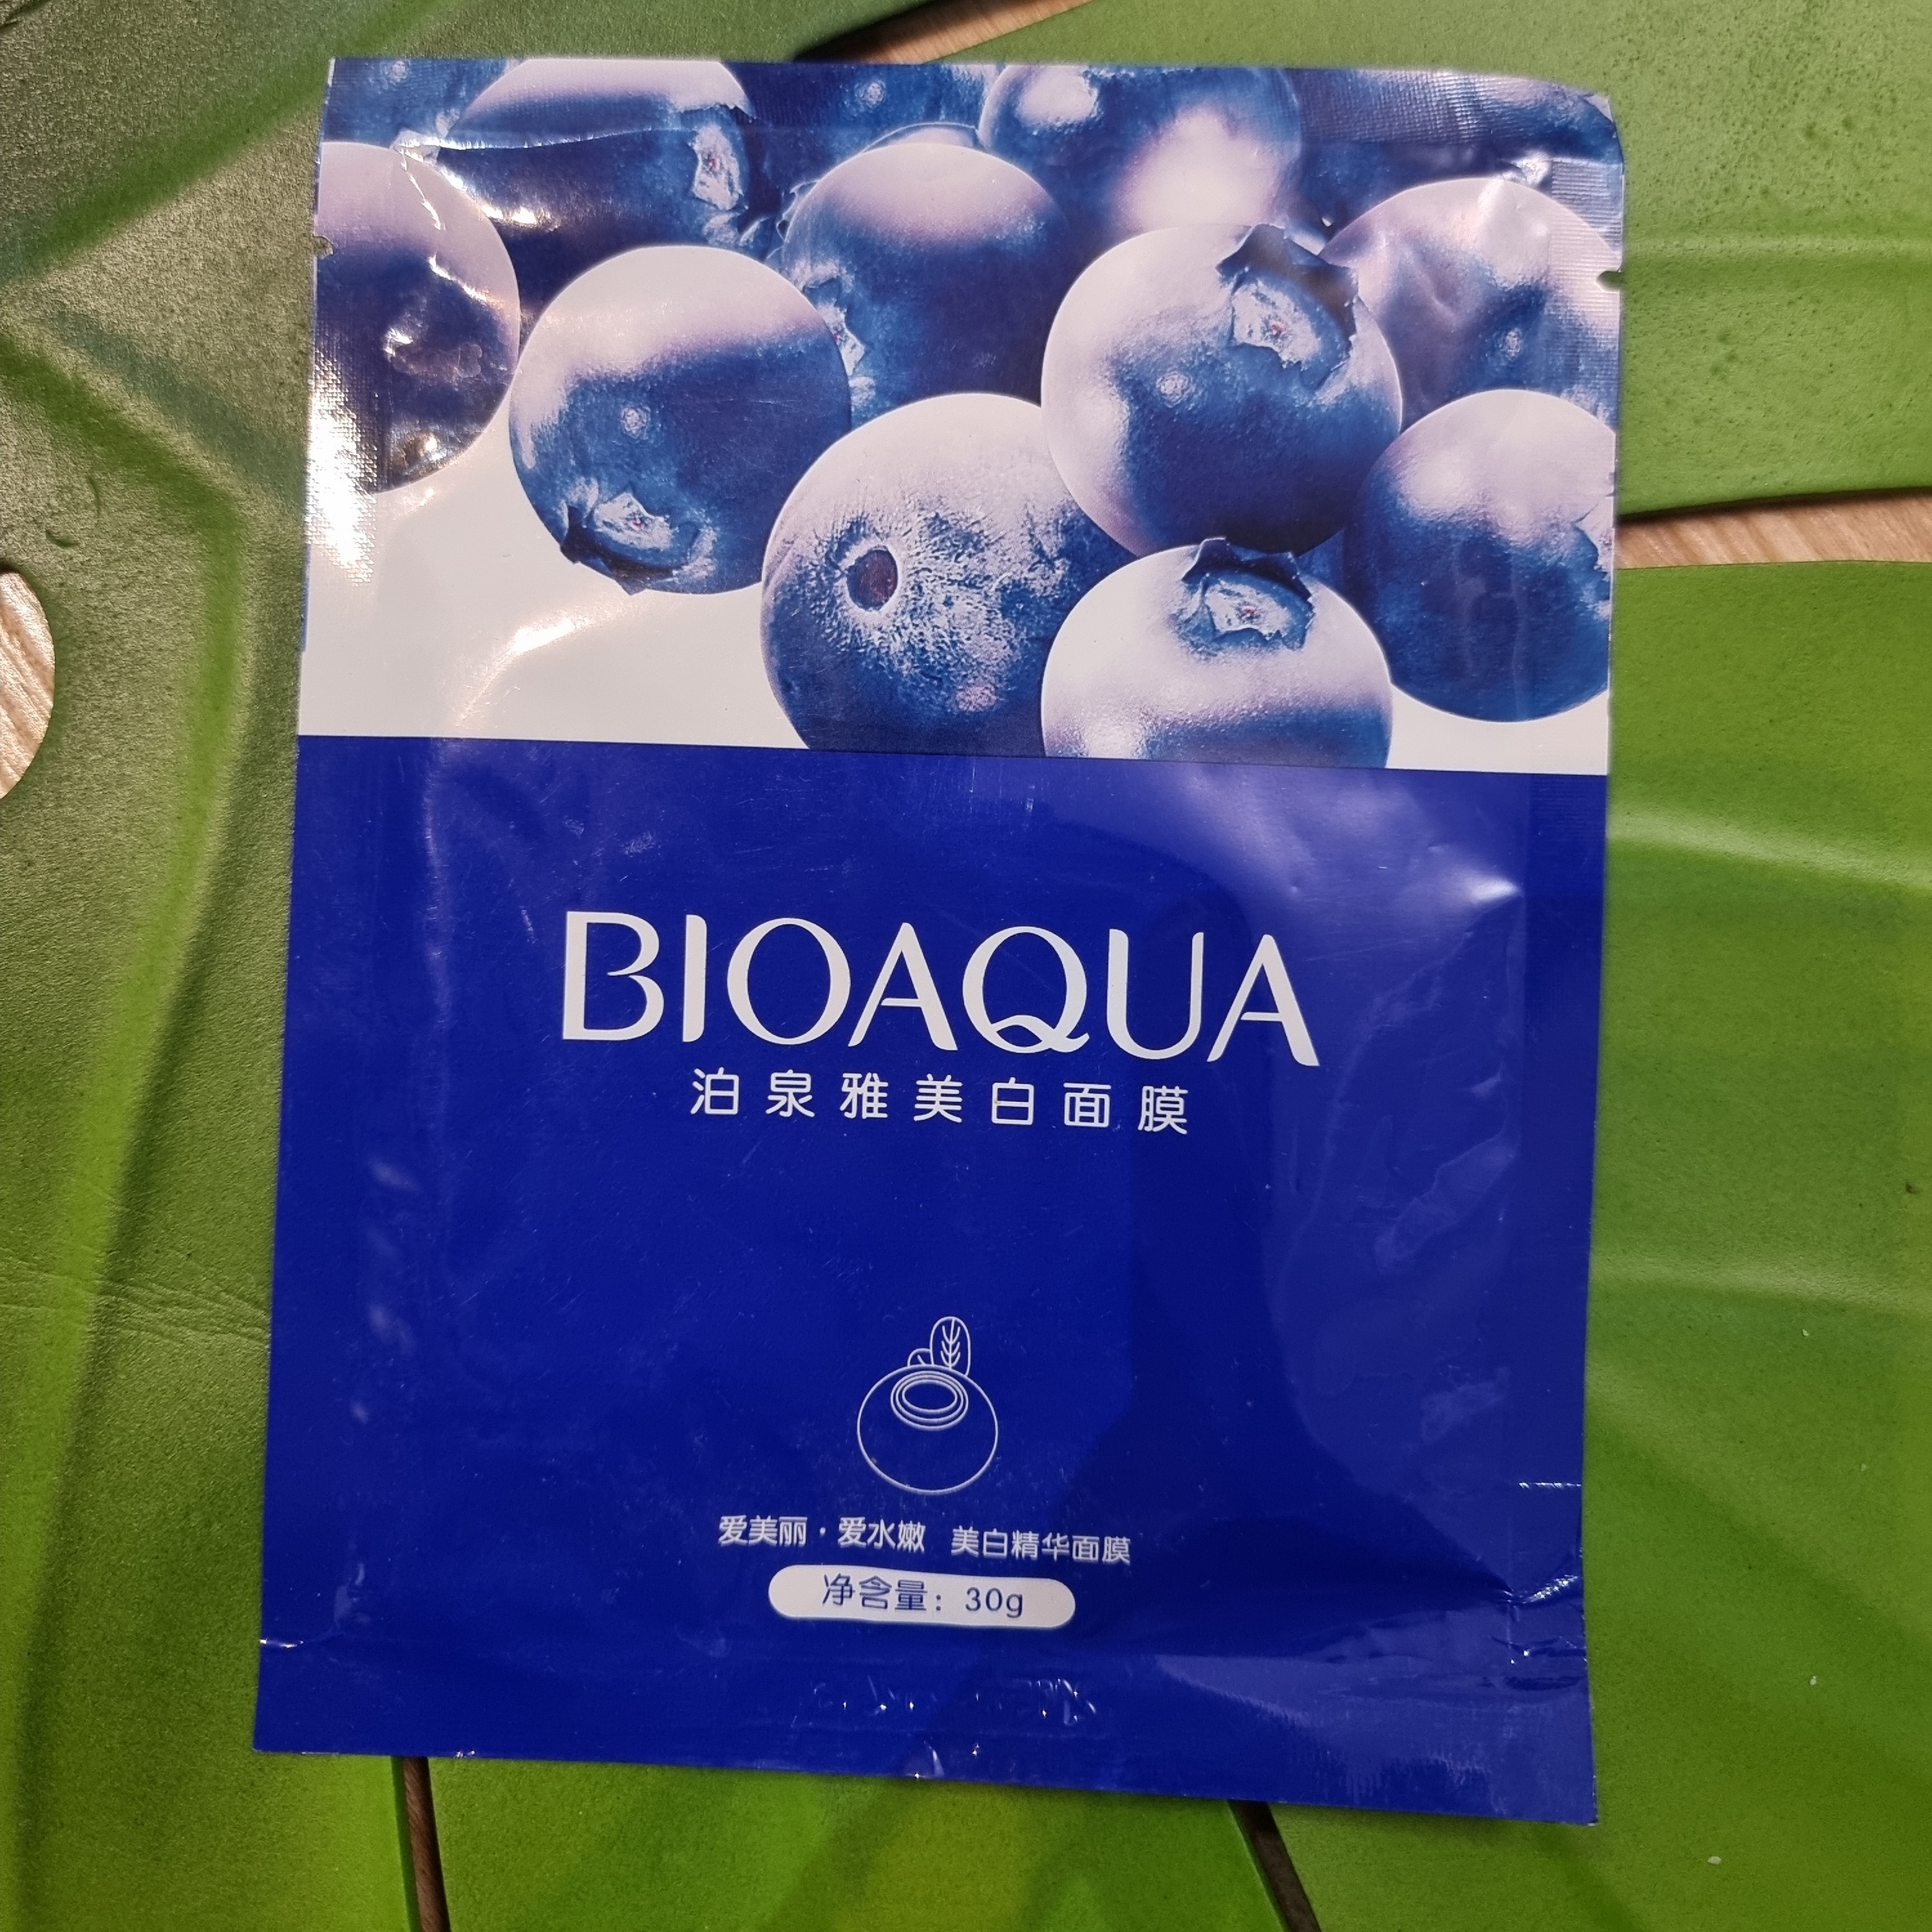 BIOAQUA
泊泉雅美白面膜
爱美丽·爱水嫩 美白精华面膜
净含量：30g